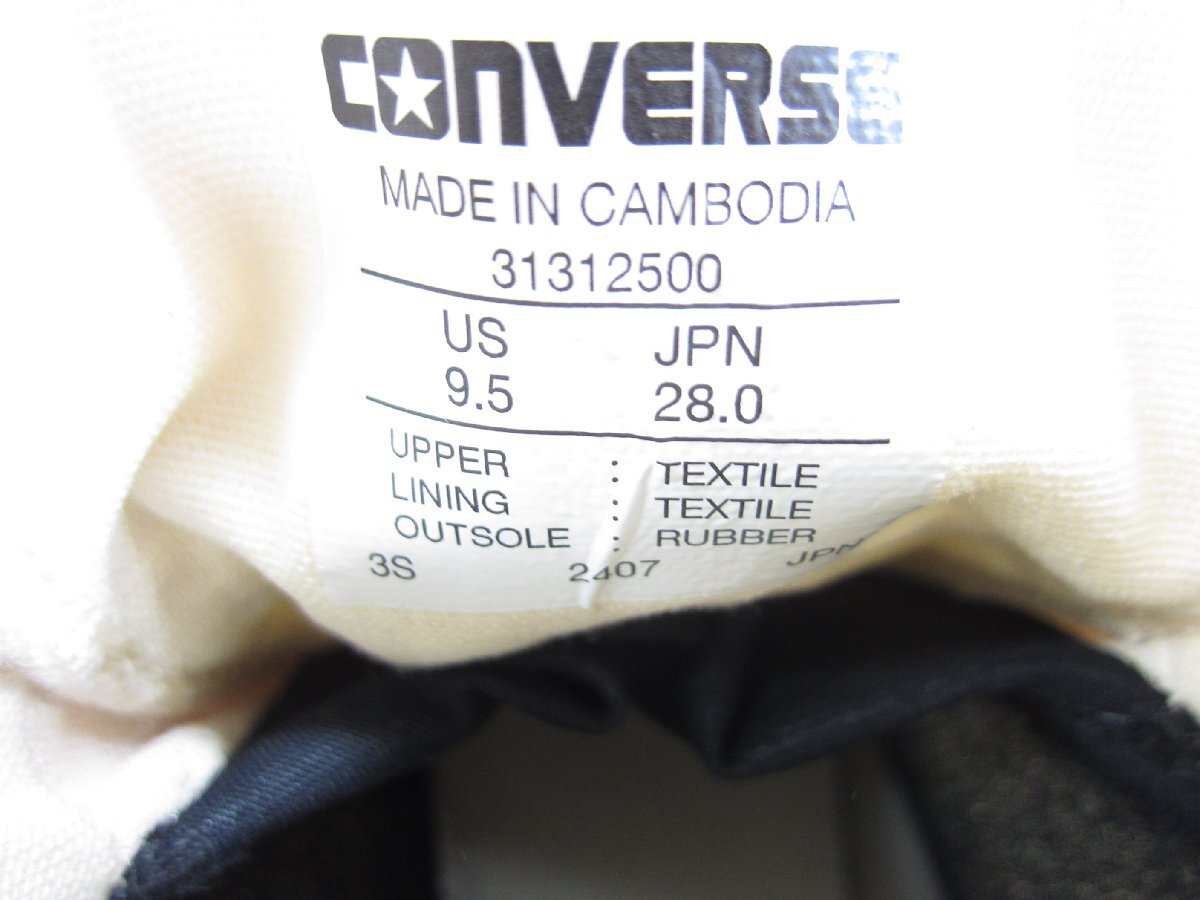 CONVERSE
MADE IN CAMBODIA
31312500
US JPN
9.5 28.0
UPPER : TEXTILE
LINING : TEXTILE
OUTSOLE : RUBBER
3S 2407 JPN